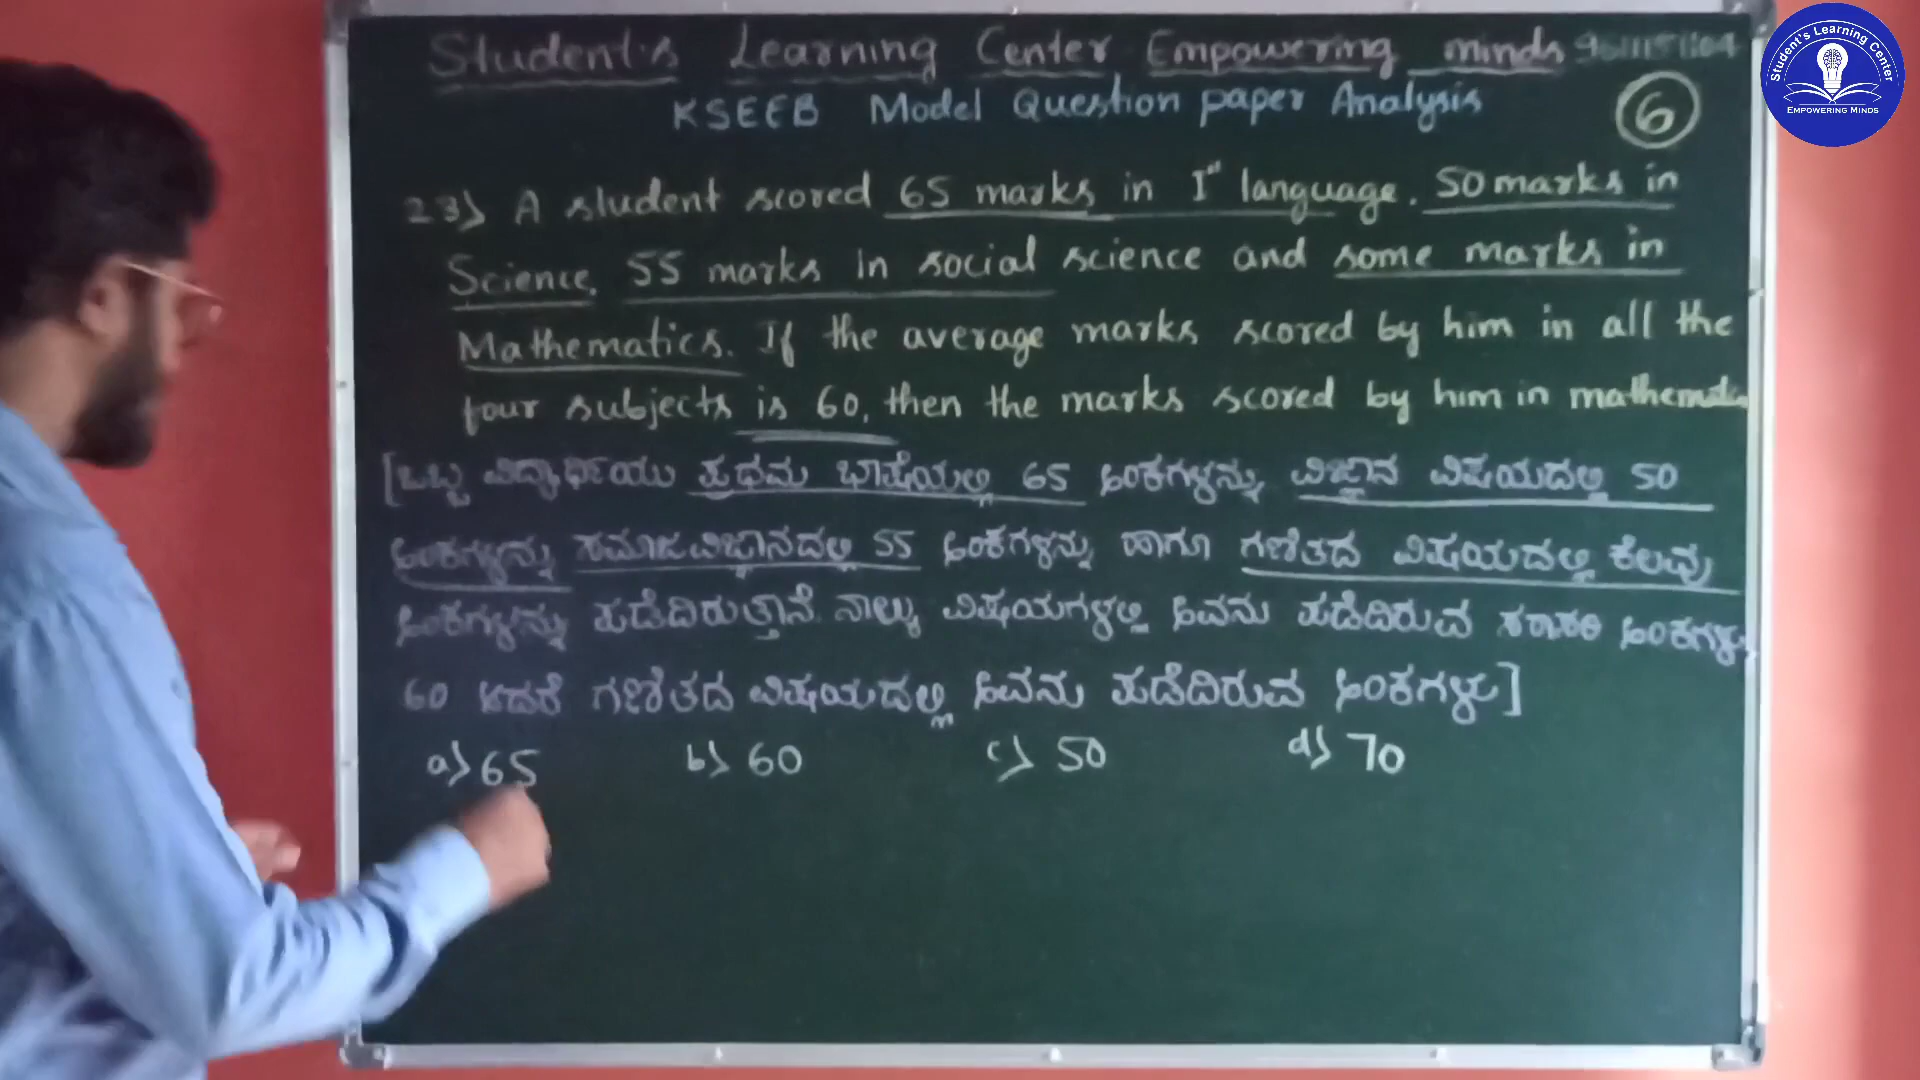 Student's Learning Center Empowering minds
KSEEB Model Question paper Analysis
6
23) A student scored 65 marks in Ist language. 50 marks in
Science, 55 marks in social science and some marks in
Mathematics. If the average marks scored by him in all the
four subjects is 60, then the marks scored by him in
[ಒಬ್ಬ ವಿದ್ಯಾರ್ಥಿಯು ಪ್ರಥಮ ಭಾಷೆಯಲ್ಲಿ 65 ಅಂಕಗಳನ್ನು ವಿಜ್ಞಾನ ವಿಷಯದಲ್ಲಿ 50
ಅಂಕಗಳನ್ನು ಸಮಾಜವಿಜ್ಞಾನದಲ್ಲಿ 55 ಅಂಕಗಳನ್ನು ಹಾಗೂ ಗಣಿತದ ವಿಷಯದಲ್ಲಿ ಕೆಲವು
ಅಂಕಗಳನ್ನು ಪಡೆದಿರುತ್ತಾನೆ. ನಾಲ್ಕು ವಿಷಯಗಳಲ್ಲಿ ಅವನು ಪಡೆದಿರುವ ಸರಾಸರಿ ಅಂಕಗಳು
60 ಆದರೆ ಗಣಿತದ ವಿಷಯದಲ್ಲಿ ಅವನು ಪಡೆದಿರುವ ಅಂಕಗಳು]
a) 65 b) 60 c) 50 d) 70
Student's Learning Center
EMPOWERING MINDS